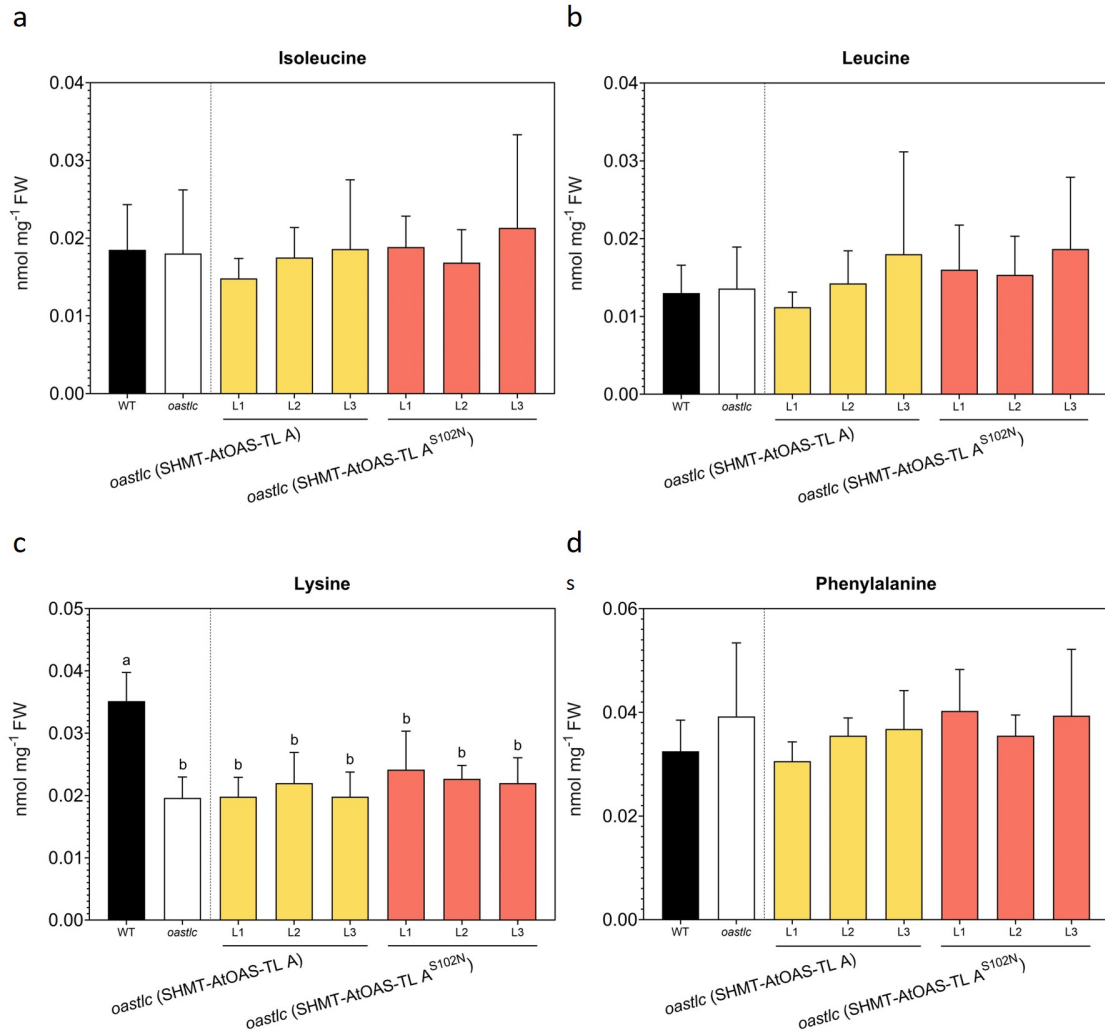 a
Isoleucine
0.04
0.03
0.02
0.01
0.00
nmol mg⁻¹ FW
WT
oastlc
L1
L2
L3
L1
L2
L3
oastlc (SHMT-AtOAS-TL A)
oastlc (SHMT-AtOAS-TL A^S102N)
b
Leucine
0.04
0.03
0.02
0.01
0.00
nmol mg⁻¹ FW
WT
oastlc
L1
L2
L3
L1
L2
L3
oastlc (SHMT-AtOAS-TL A)
oastlc (SHMT-AtOAS-TL A^S102N)
c
Lysine
0.05
0.04
0.03
0.02
0.01
0.00
nmol mg⁻¹ FW
a
b
b
b
b
b
b
b
WT
oastlc
L1
L2
L3
L1
L2
L3
oastlc (SHMT-AtOAS-TL A)
oastlc (SHMT-AtOAS-TL A^S102N)
d
s
Phenylalanine
0.06
0.04
0.02
0.00
nmol mg⁻¹ FW
WT
oastlc
L1
L2
L3
L1
L2
L3
oastlc (SHMT-AtOAS-TL A)
oastlc (SHMT-AtOAS-TL A^S102N)